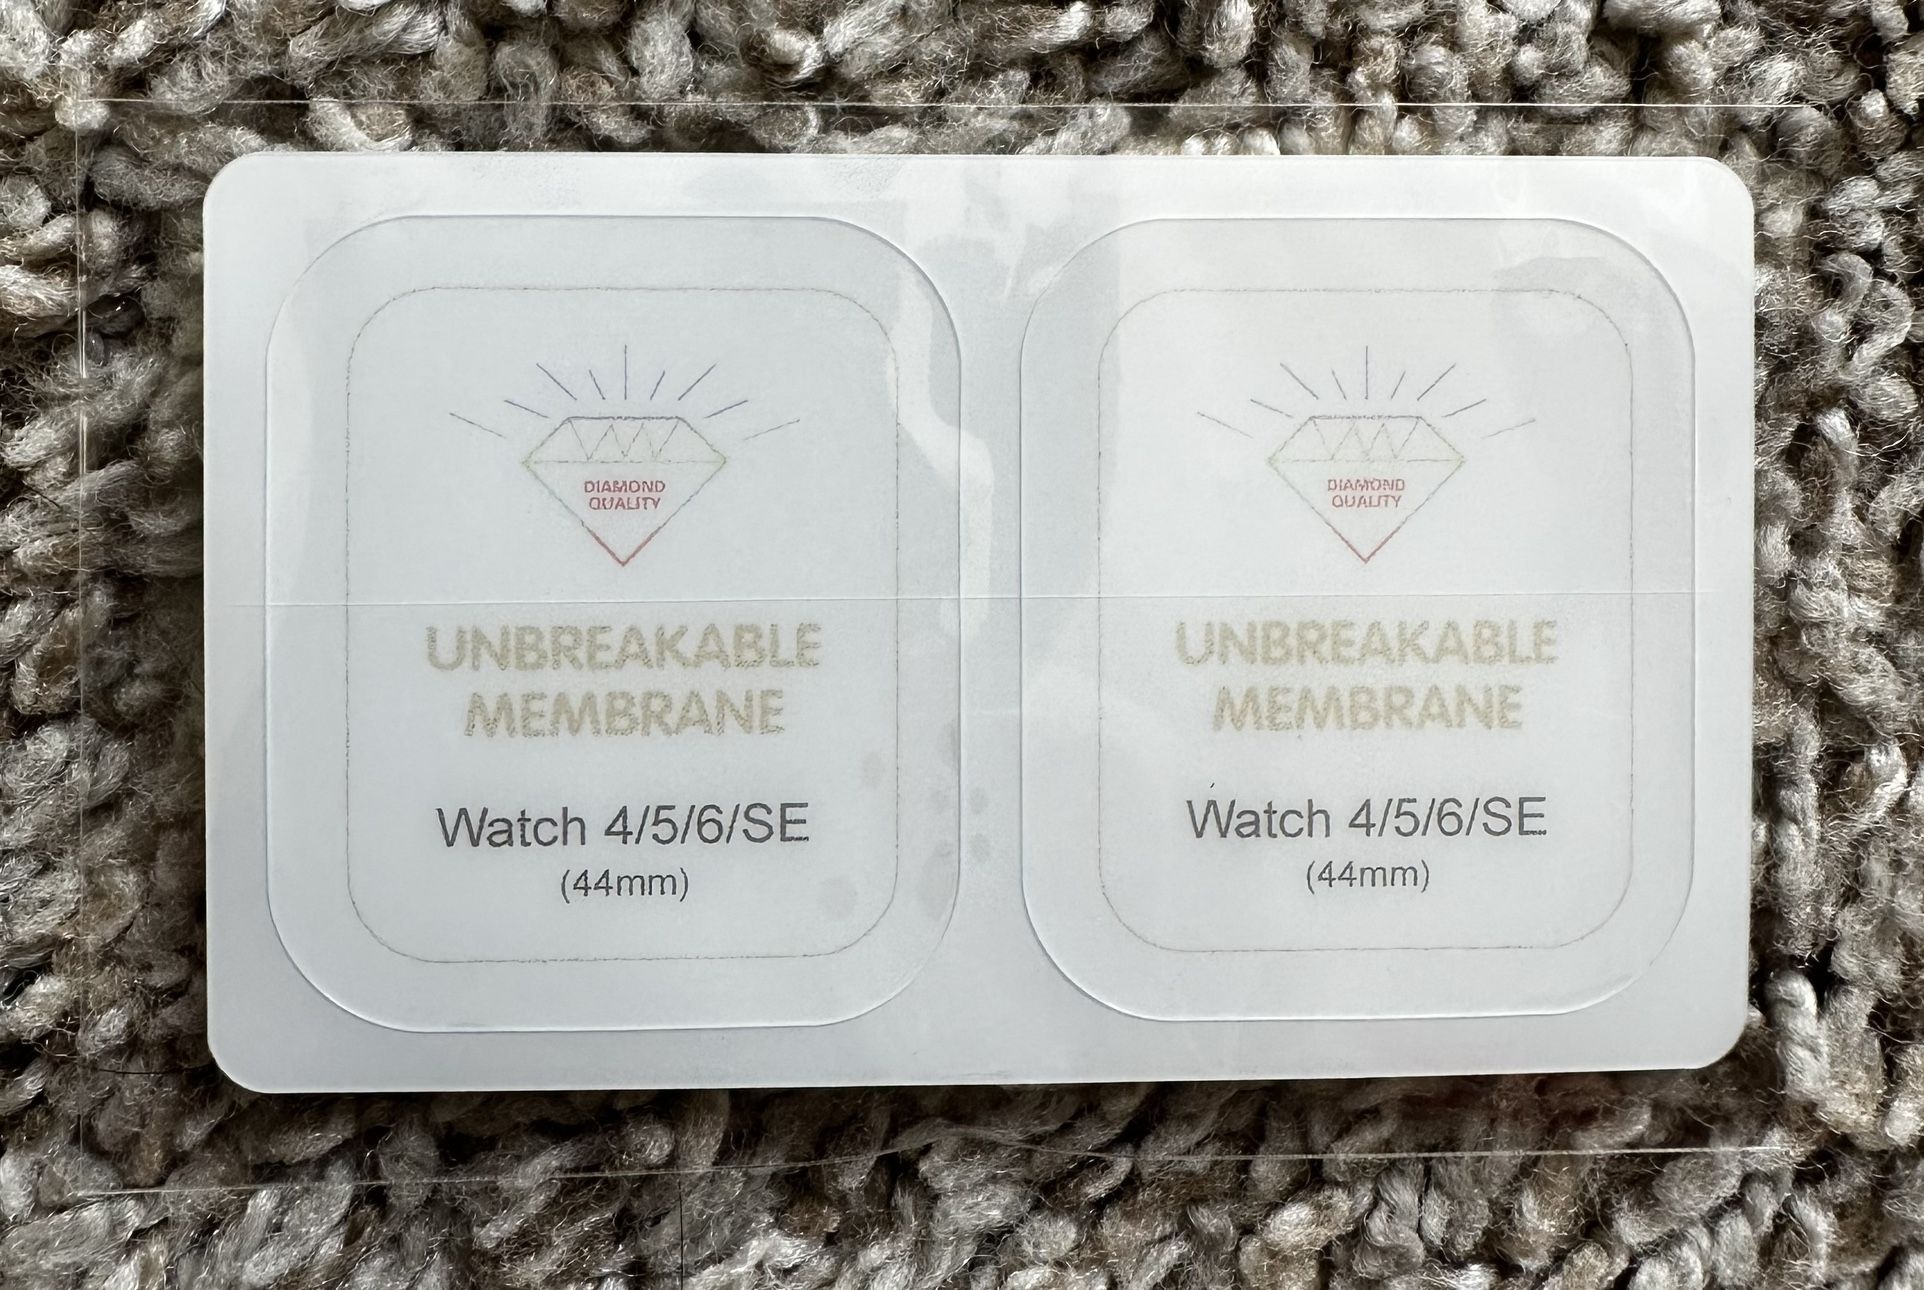 DIAMOND
QUALITY
UNBREAKABLE
MEMBRANE
Watch 4/5/6/SE
(44mm)
DIAMOND
QUALITY
UNBREAKABLE
MEMBRANE
Watch 4/5/6/SE
(44mm)